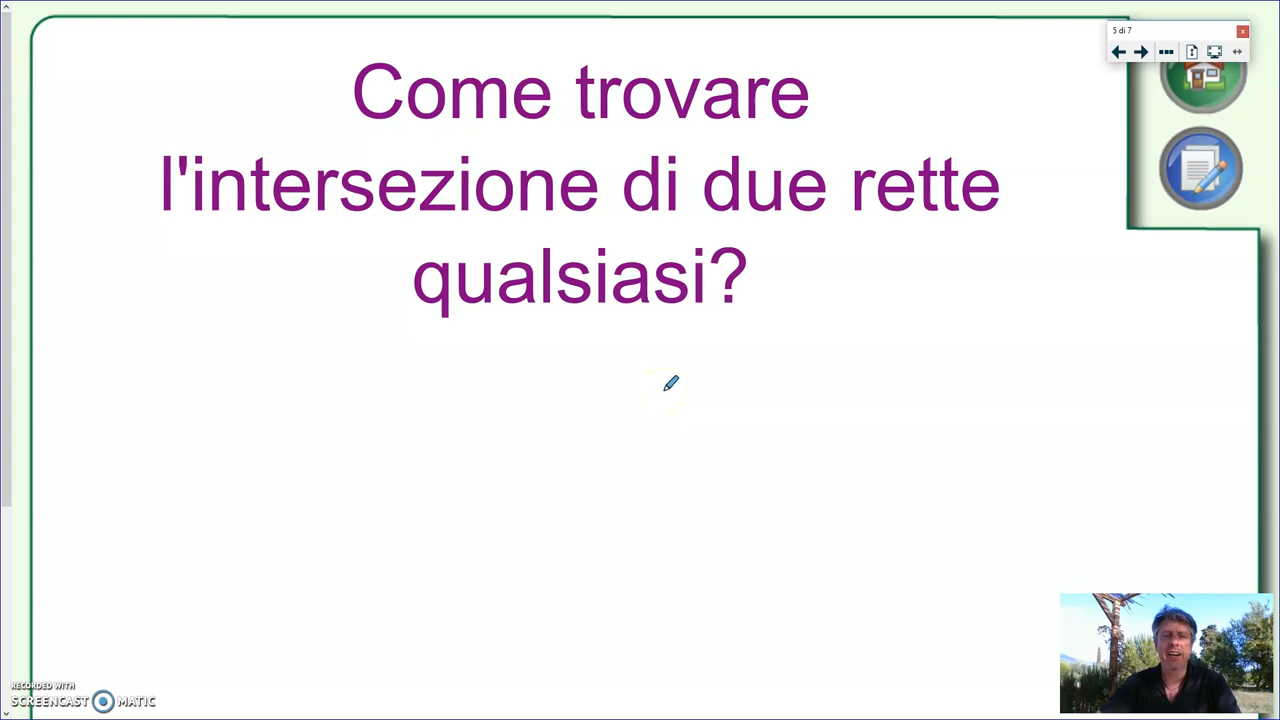 5 di 7
Come trovare
l'intersezione di due rette
qualsiasi?
RECORDED WITH
SCREENCAST MATIC